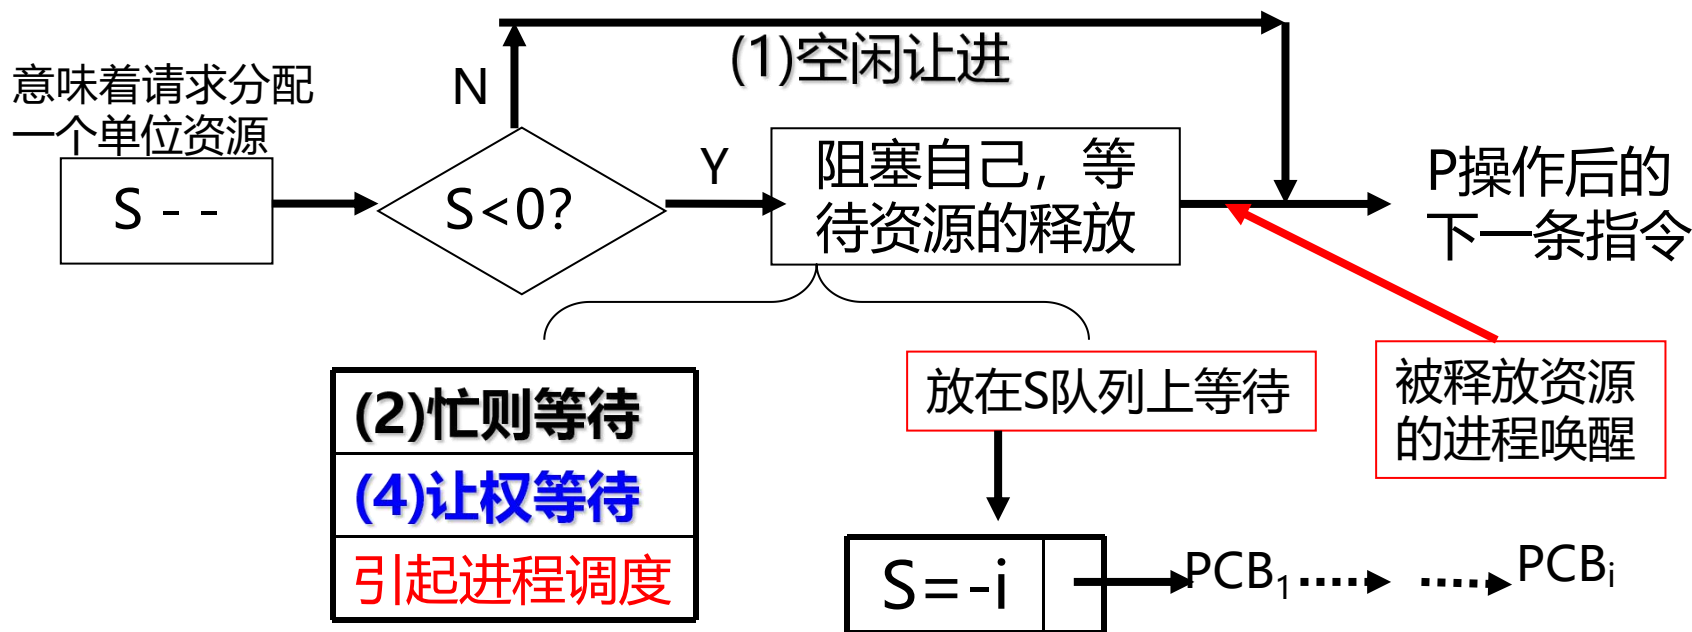 (1)空闲让进
意味着请求分配
一个单位资源
N
S - -
S<0?
Y
阻塞自己，等
待资源的释放
P操作后的
下一条指令
(2)忙则等待
(4)让权等待
引起进程调度
放在S队列上等待
被释放资源
的进程唤醒
S=-i
PCB1
PCBi